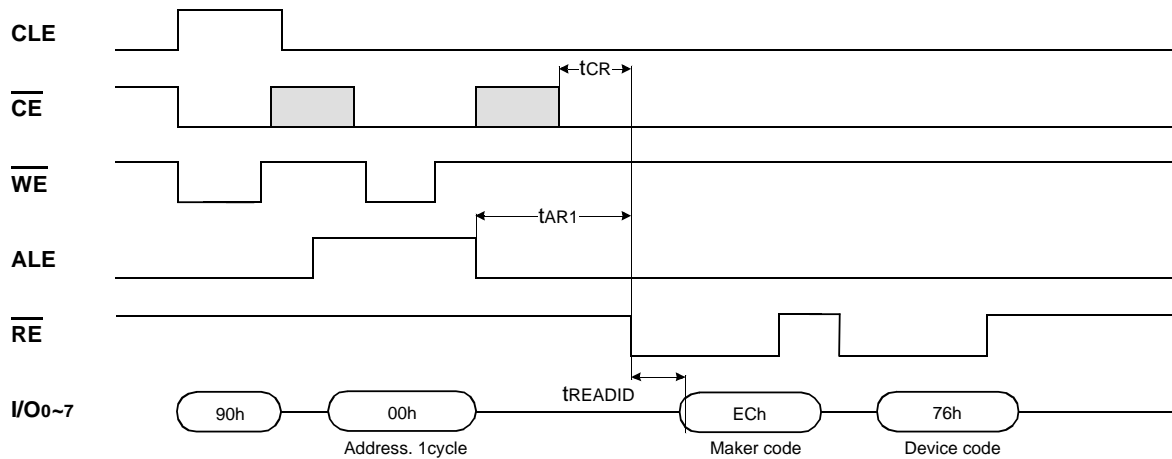 CLE
tCR
CE
WE
tAR1
ALE
RE
tREADID
I/O0~7
90h
00h
ECh
76h
Address. 1cycle
Maker code
Device code